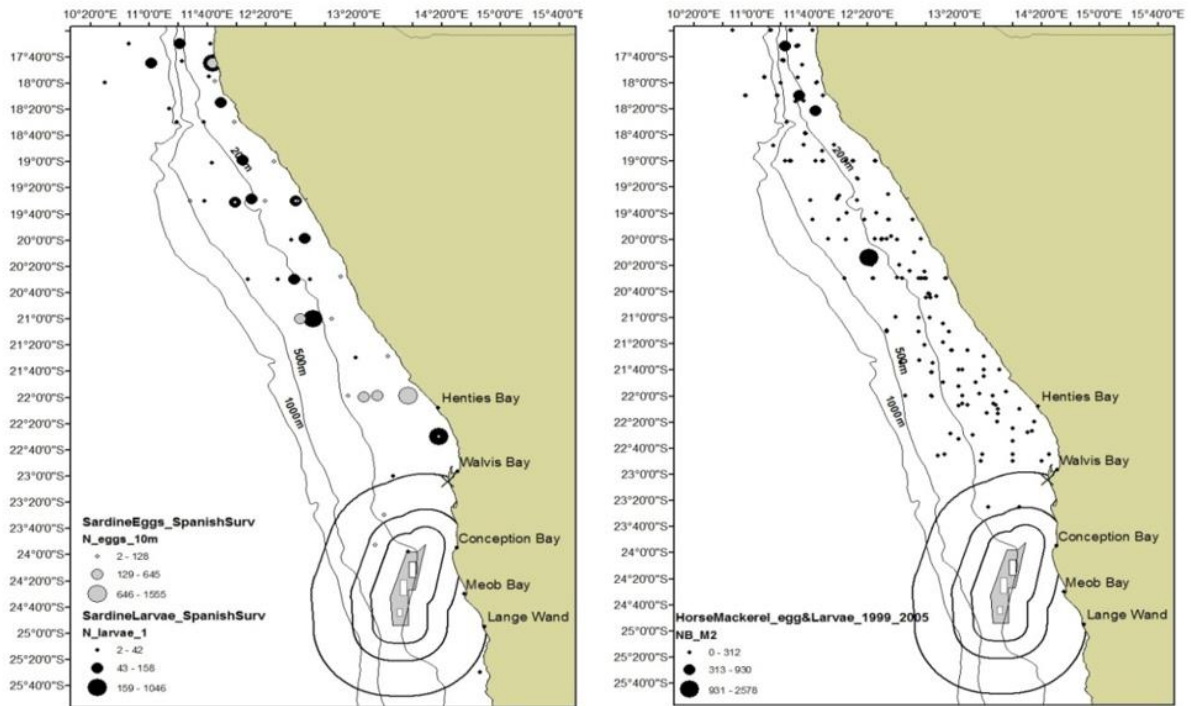 10°20'0"E 11°0'0"E 11°40'0"E 12°20'0"E 13°20'0"E 14°20'0"E 15°0'0"E 15°40'0"E
17°40'0"S
18°0'0"S
18°20'0"S
18°40'0"S
19°0'0"S
19°20'0"S
19°40'0"S
20°0'0"S
20°20'0"S
20°40'0"S
21°0'0"S
21°20'0"S
21°40'0"S
22°0'0"S
22°20'0"S
22°40'0"S
23°0'0"S
23°20'0"S
23°40'0"S
24°0'0"S
24°20'0"S
24°40'0"S
25°0'0"S
25°20'0"S
25°40'0"S
200m
500m
1000m
Henties Bay
Walvis Bay
Conception Bay
Meob Bay
Lange Wand
SardineEggs_SpanishSurv
N_eggs_10m
2 - 128
129 - 645
646 - 1555
SardineLarvae_SpanishSurv
N_larvae_1
2 - 42
43 - 158
159 - 1046
10°20'0"E 11°0'0"E 11°40'0"E 12°20'0"E 13°20'0"E 14°20'0"E 15°0'0"E 15°40'0"E
17°40'0"S
18°0'0"S
18°20'0"S
18°40'0"S
19°0'0"S
19°20'0"S
19°40'0"S
20°0'0"S
20°20'0"S
20°40'0"S
21°0'0"S
21°20'0"S
21°40'0"S
22°0'0"S
22°20'0"S
22°40'0"S
23°0'0"S
23°20'0"S
23°40'0"S
24°0'0"S
24°20'0"S
24°40'0"S
25°0'0"S
25°20'0"S
25°40'0"S
200m
500m
1000m
Henties Bay
Walvis Bay
Conception Bay
Meob Bay
Lange Wand
HorseMackerel_egg&Larvae_1999_2005
NB_M2
0 - 312
313 - 930
931 - 2578